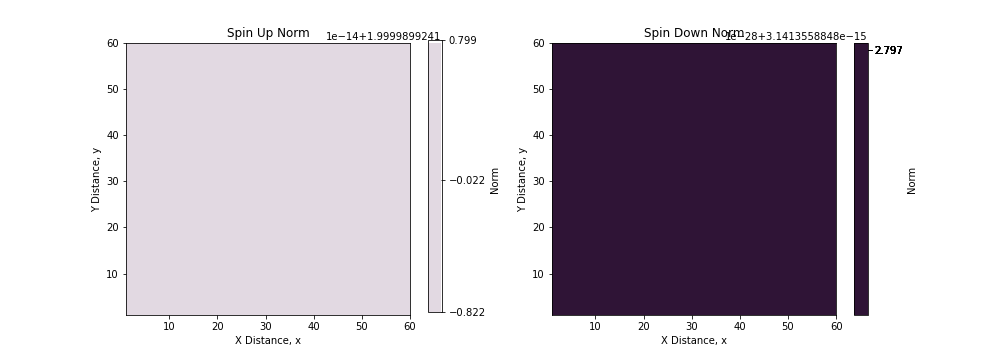 Spin Up Norm
1e−14+1.9999899241
60
50
40
30
20
10
Y Distance, y
10 20 30 40 50 60
X Distance, x
0.799
−0.022
−0.822
Norm
Spin Down Norm
1e−28+3.1413558848e−15
60
50
40
30
20
10
Y Distance, y
10 20 30 40 50 60
X Distance, x
2.797
Norm